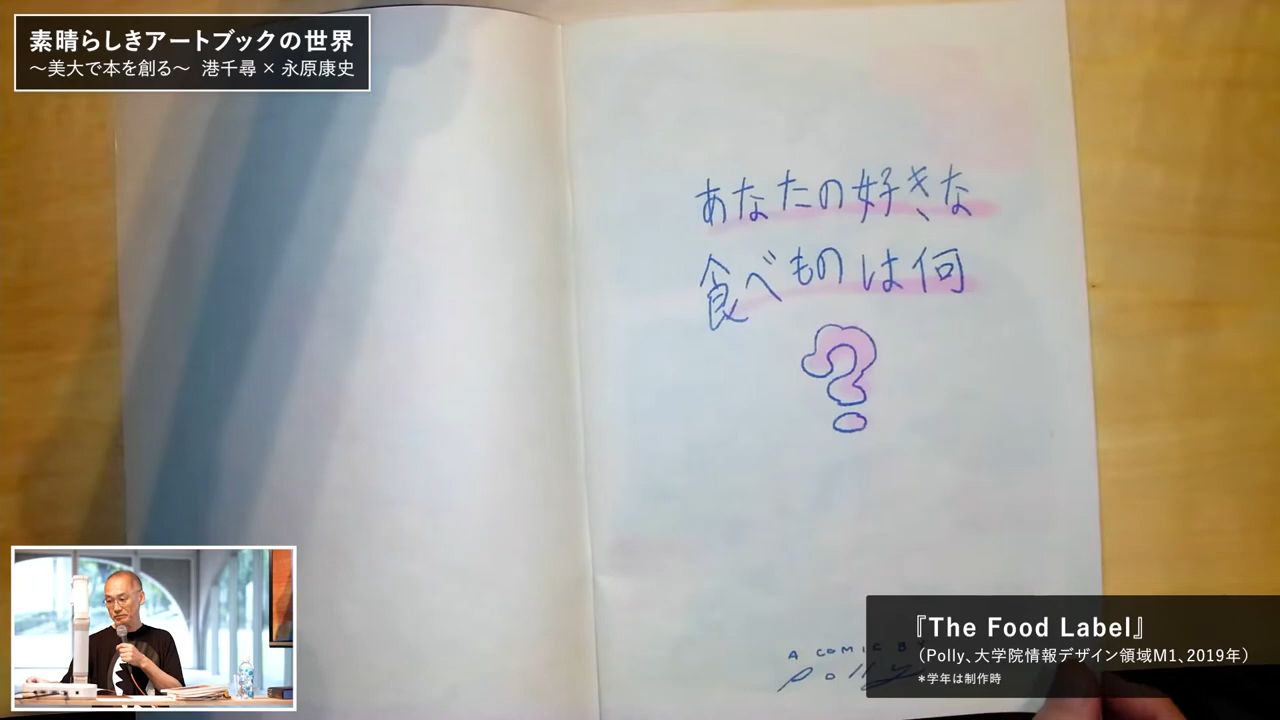 素晴らしきアートブックの世界
～美大で本を創る～ 港千尋 × 永原康史
あなたの好きな
食べものは何
?
A COMIC B
polly
『The Food Label』
（Polly、大学院情報デザイン領域M1、2019年）
＊学年は制作時